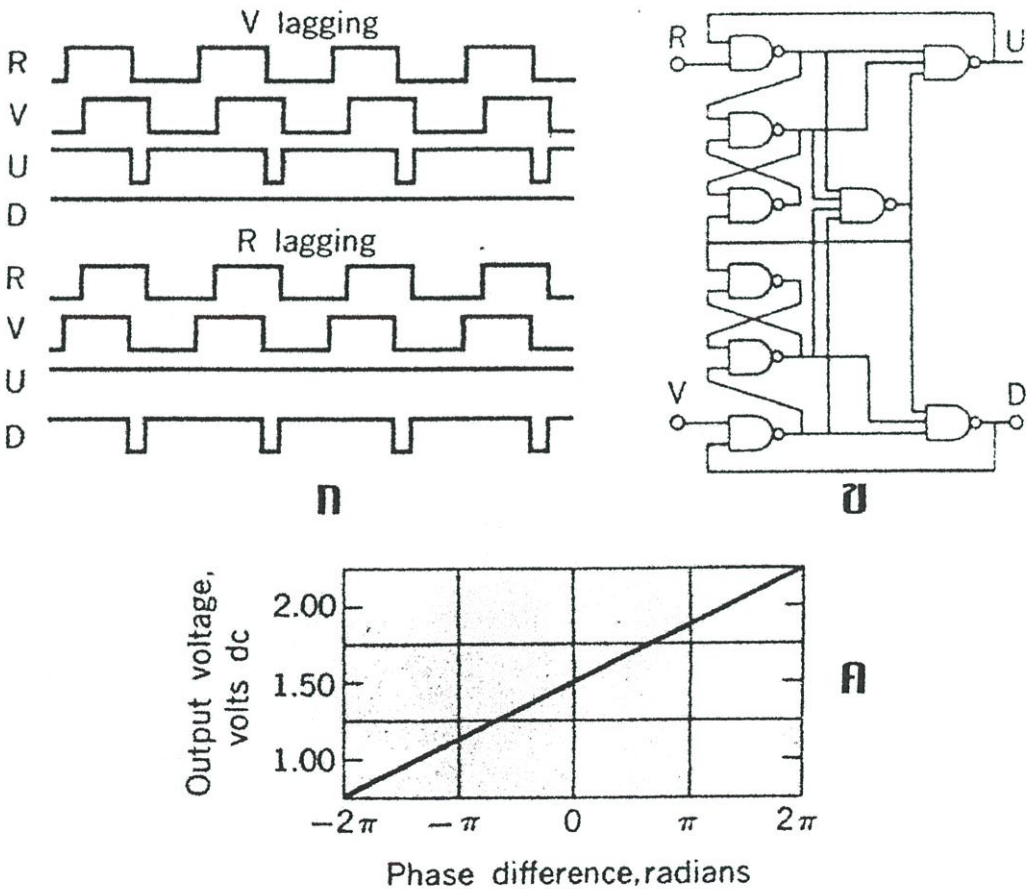 V lagging
R
V
U
D
R lagging
R
V
U
D
ก
R
U
V
D
ข
Output voltage,
volts dc
2.00
1.50
1.00
−2π
−π
0
π
2π
Phase difference, radians
ค